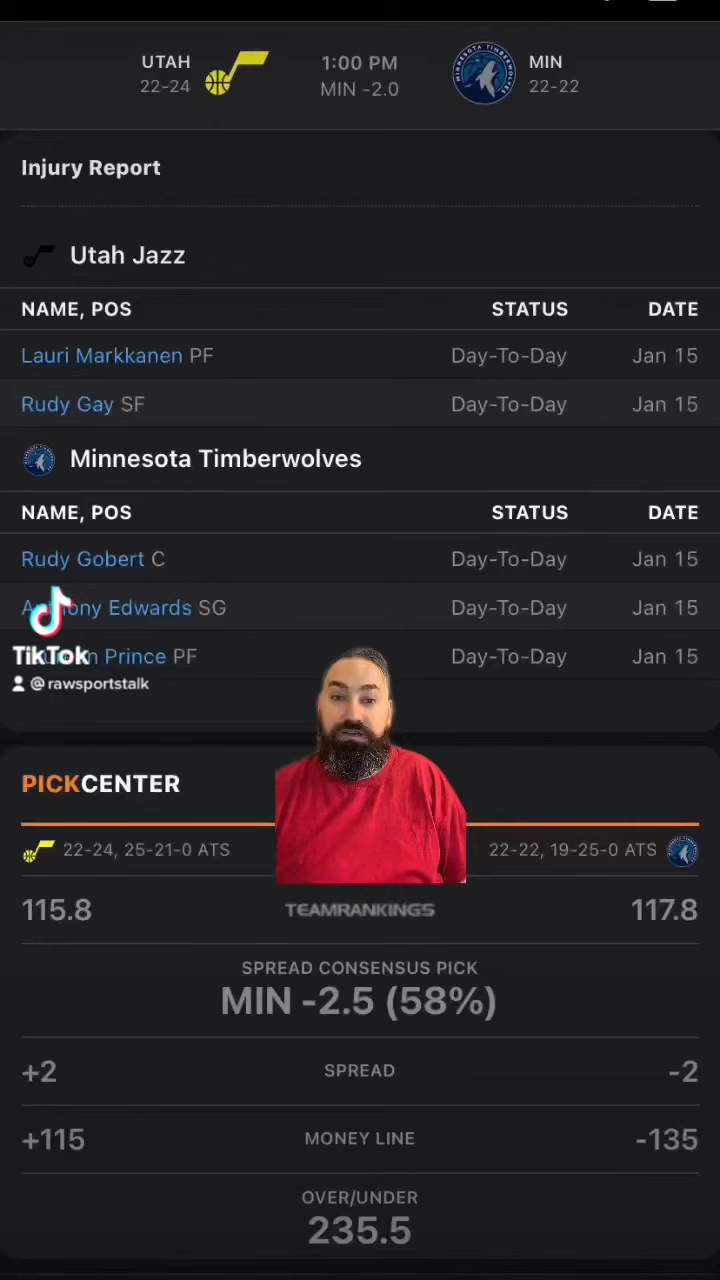 UTAH
22-24
1:00 PM
MIN -2.0
MIN
22-22
Injury Report
Utah Jazz
NAME, POS STATUS DATE
Lauri Markkanen PF Day-To-Day Jan 15
Rudy Gay SF Day-To-Day Jan 15
Minnesota Timberwolves
NAME, POS STATUS DATE
Rudy Gobert C Day-To-Day Jan 15
Edwards SG Day-To-Day Jan 15
Prince PF Day-To-Day Jan 15
TikTok
@rawsportstalk
PICKCENTER
22-24, 25-21-0 ATS 22-22, 19-25-0 ATS
115.8 TEAMRANKINGS 117.8
SPREAD CONSENSUS PICK
MIN -2.5 (58%)
+2 SPREAD -2
+115 MONEY LINE -135
OVER/UNDER
235.5